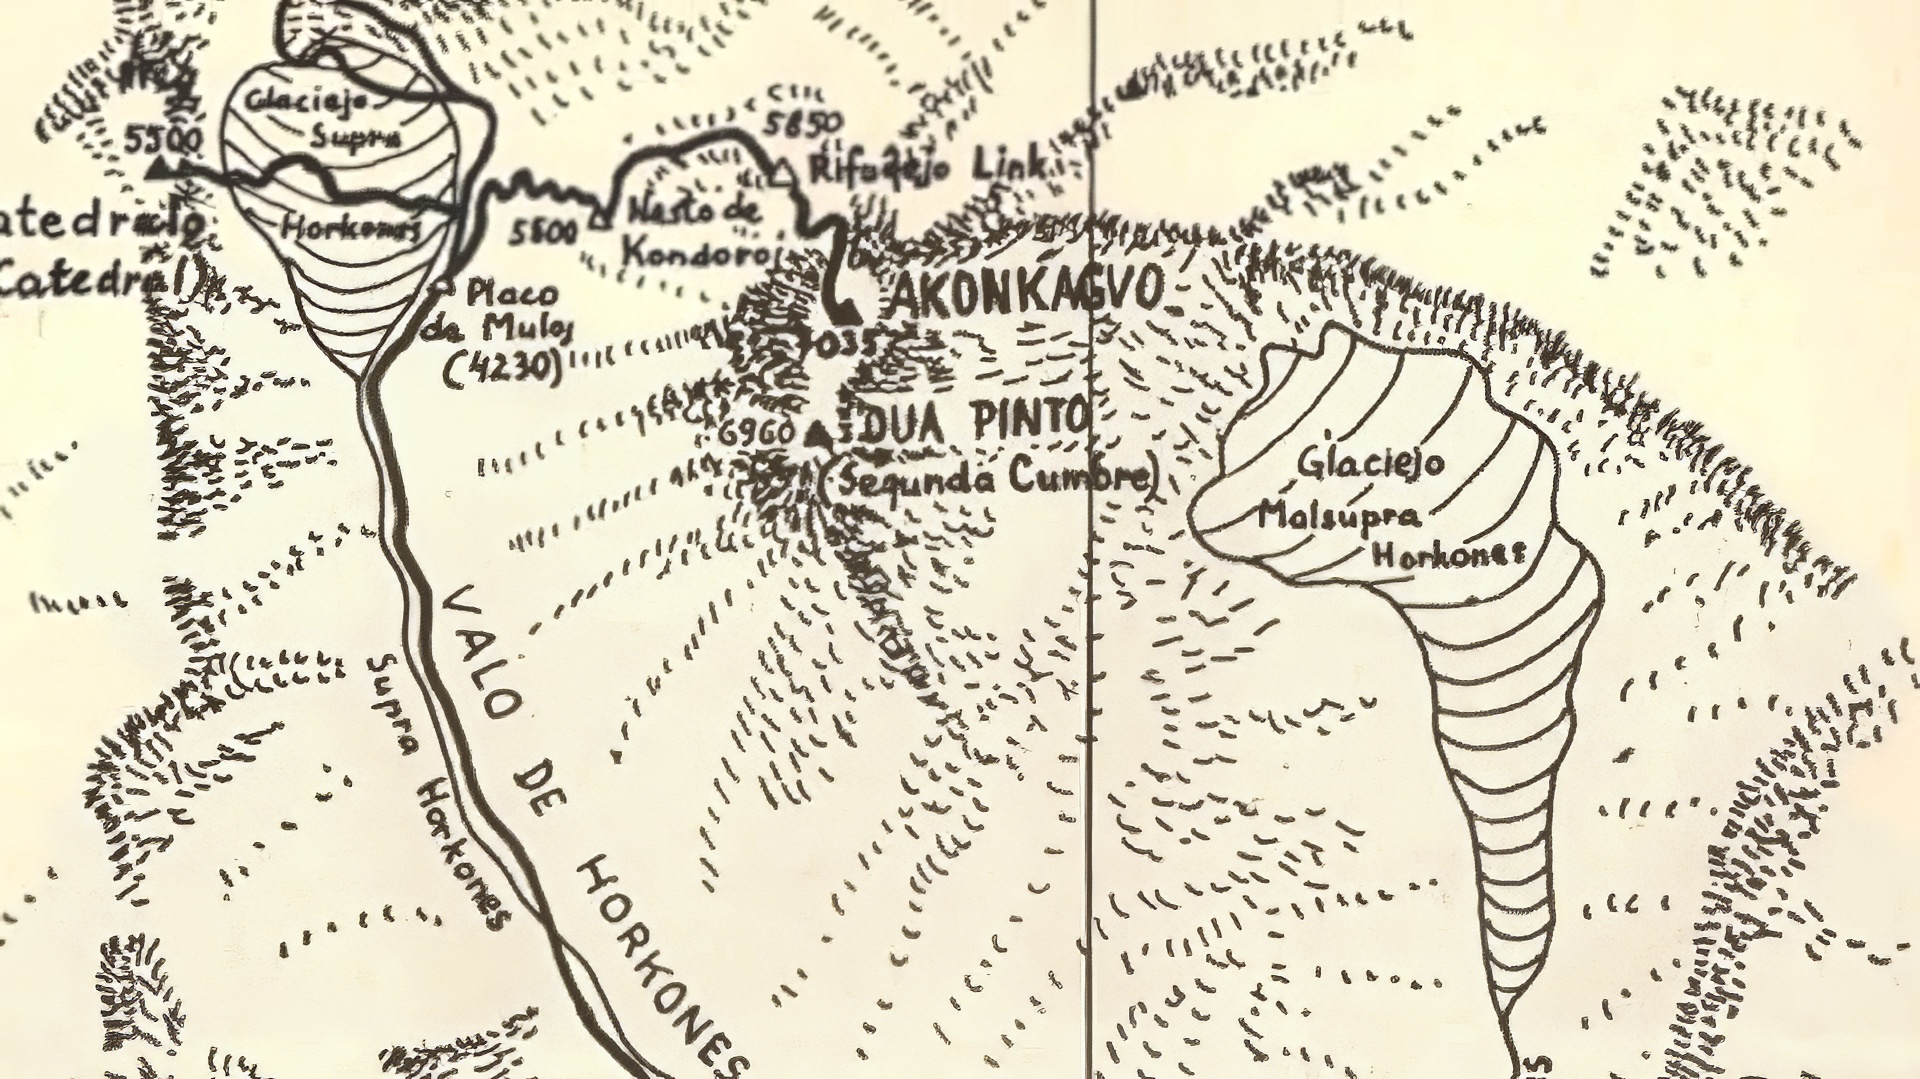 Glaciejo
Supra
Horkones
5500
atedralo
Catedral)
5850
Rifuĝejo Link
5500
Nesto de
Kondoroj
Placo
de Muloj
(4230)
AKONKAGVO
7035
6960
DUA PINTO
(Segunda Cumbre)
Glaciejo
Malsupra
Horkones
VALO DE HORKONES
Supra Horkones